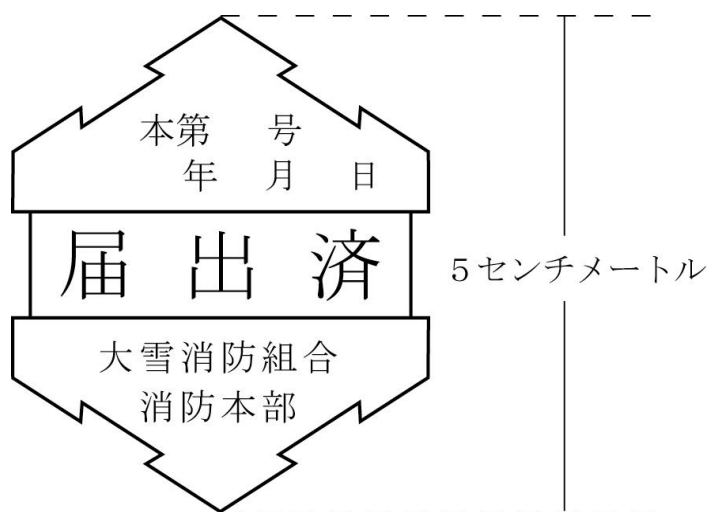 本第　号
年　月　日
届 出 済
５センチメートル
大雪消防組合
消防本部